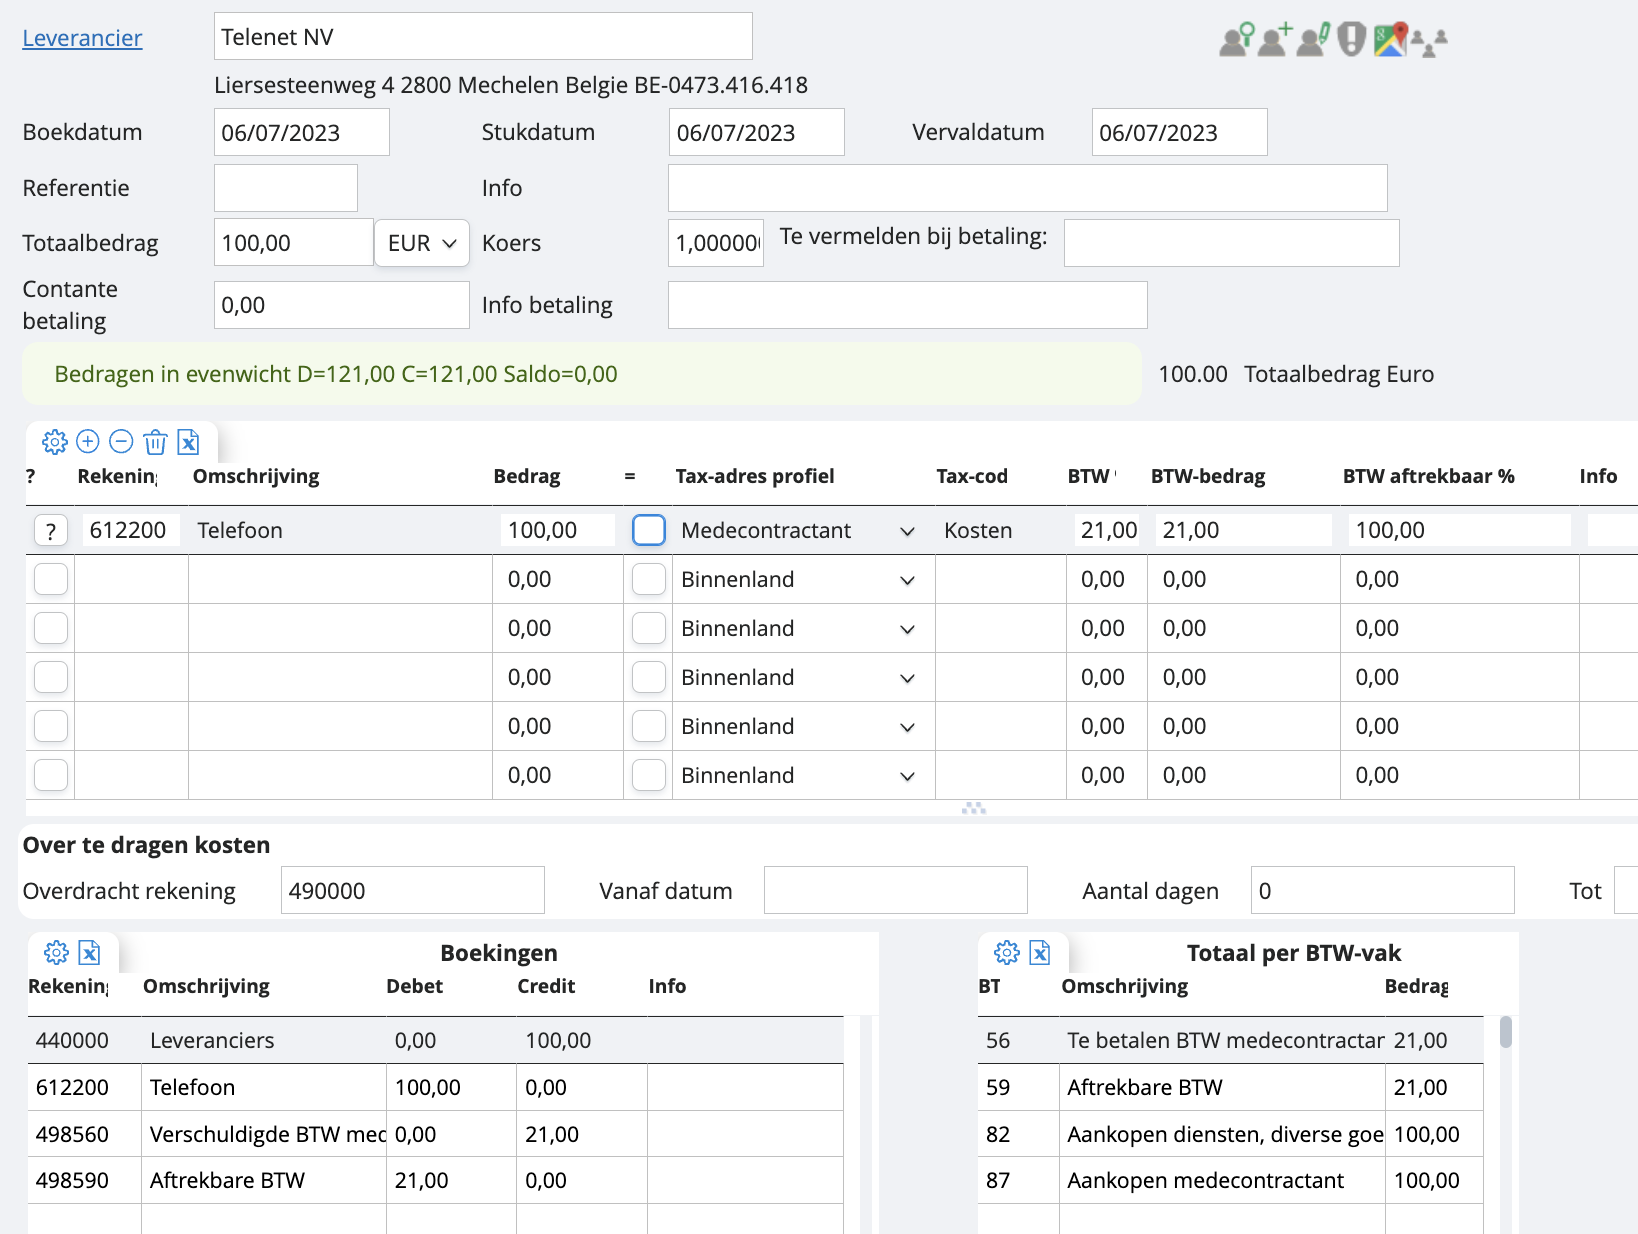 Leverancier Telenet NV
Liersesteenweg 4 2800 Mechelen Belgie BE-0473.416.418
Boekdatum 06/07/2023 Stukdatum 06/07/2023 Vervaldatum 06/07/2023
Referentie Info
Totaalbedrag 100,00 EUR Koers 1,00000 Te vermelden bij betaling:
Contante betaling 0,00 Info betaling
Bedragen in evenwicht D=121,00 C=121,00 Saldo=0,00 100.00 Totaalbedrag Euro
? Rekening Omschrijving Bedrag = Tax-adres profiel Tax-cod BTW BTW-bedrag BTW aftrekbaar % Info
? 612200 Telefoon 100,00 Medecontractant Kosten 21,00 21,00 100,00
0,00 Binnenland 0,00 0,00 0,00
0,00 Binnenland 0,00 0,00 0,00
0,00 Binnenland 0,00 0,00 0,00
0,00 Binnenland 0,00 0,00 0,00
0,00 Binnenland 0,00 0,00 0,00
Over te dragen kosten
Overdracht rekening 490000 Vanaf datum Aantal dagen 0 Tot
Boekingen
Rekening Omschrijving Debet Credit Info
440000 Leveranciers 0,00 100,00
612200 Telefoon 100,00 0,00
498560 Verschuldigde BTW med 0,00 21,00
498590 Aftrekbare BTW 21,00 0,00
Totaal per BTW-vak
BT Omschrijving Bedrag
56 Te betalen BTW medecontractar 21,00
59 Aftrekbare BTW 21,00
82 Aankopen diensten, diverse goe 100,00
87 Aankopen medecontractant 100,00